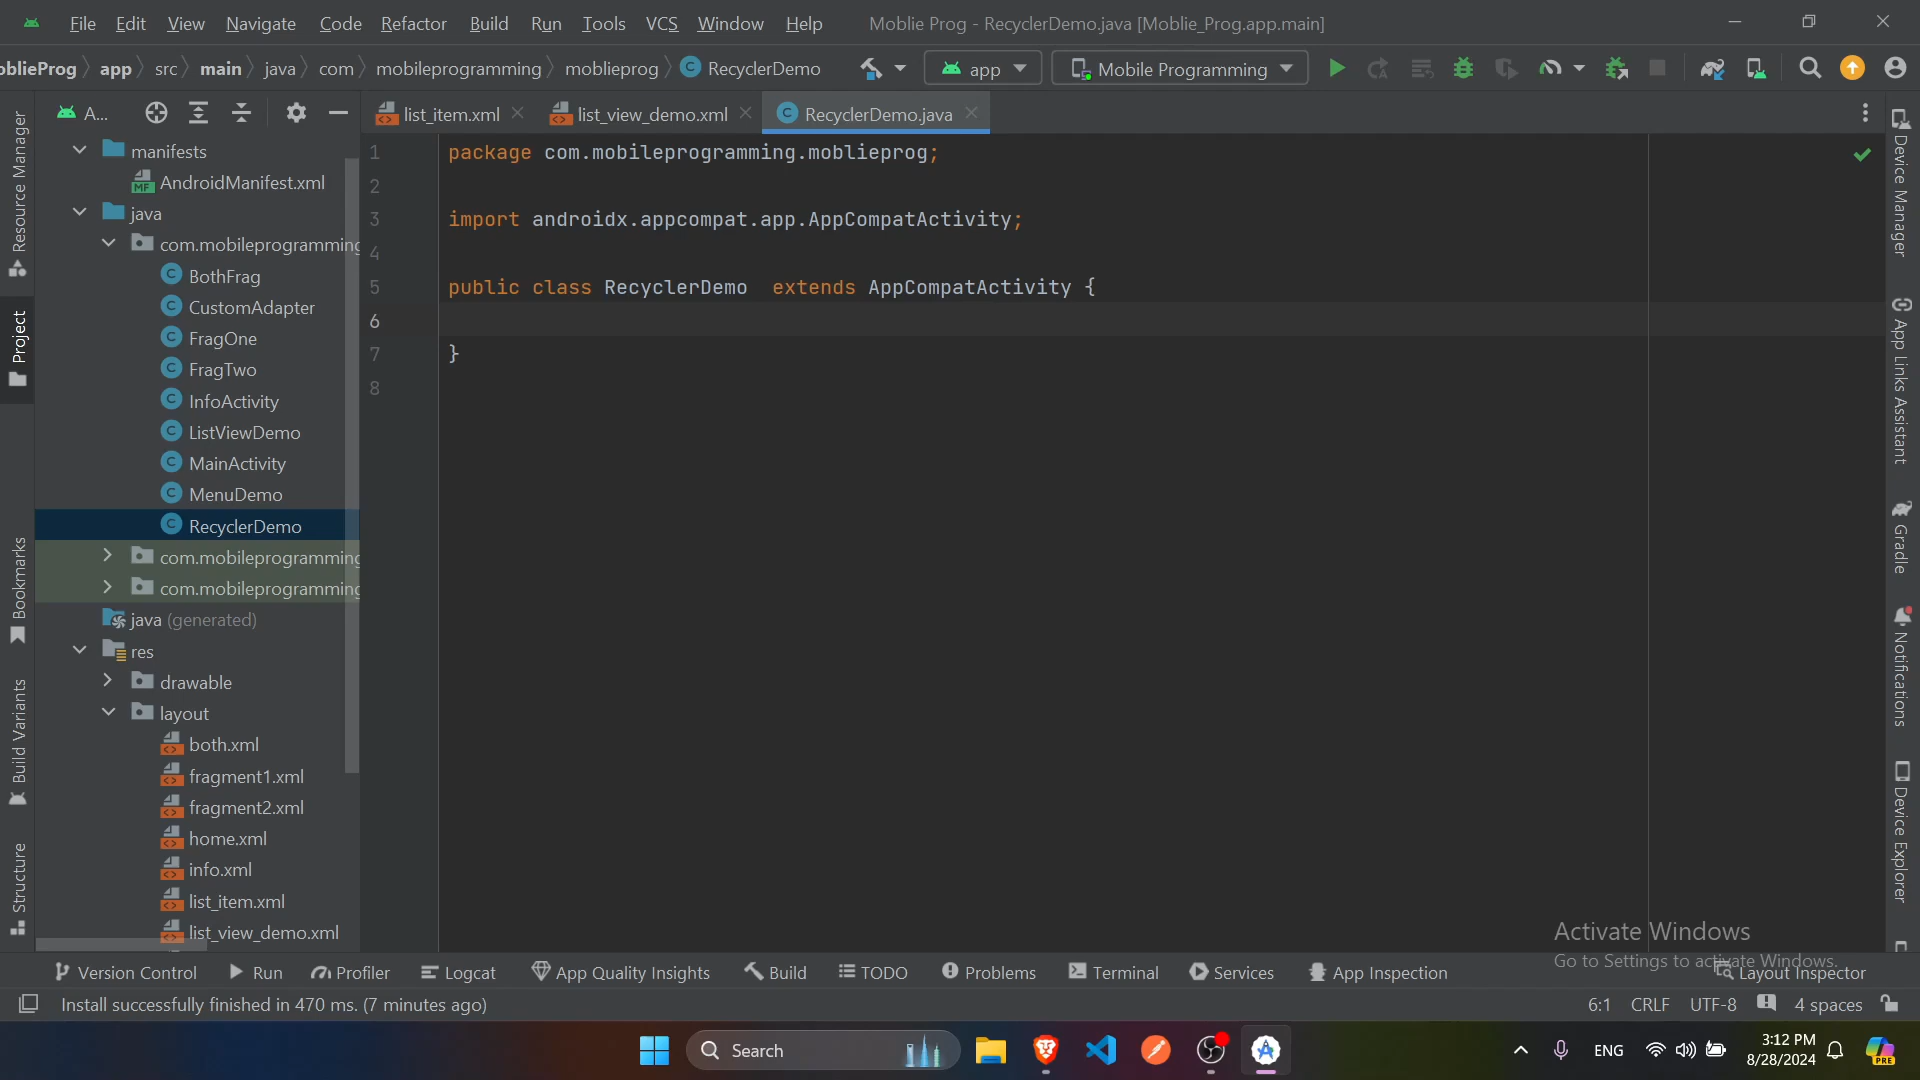 File Edit View Navigate Code Refactor Build Run Tools VCS Window Help Moblie Prog - RecyclerDemo.java [Moblie_Prog.app.main]
oblieProg app src main java com mobileprogramming moblieprog RecyclerDemo app Mobile Programming
A... list_item.xml list_view_demo.xml RecyclerDemo.java
manifests
AndroidManifest.xml
java
com.mobileprogramming
BothFrag
CustomAdapter
FragOne
FragTwo
InfoActivity
ListViewDemo
MainActivity
MenuDemo
RecyclerDemo
com.mobileprogramming
com.mobileprogramming
java (generated)
res
drawable
layout
both.xml
fragment1.xml
fragment2.xml
home.xml
info.xml
list_item.xml
list_view_demo.xml
Resource Manager
Project
Bookmarks
Build Variants
Structure
1 package com.mobileprogramming.moblieprog;
2
3 import androidx.appcompat.app.AppCompatActivity;
4
5 public class RecyclerDemo  extends AppCompatActivity {
6
7 }
8
Device Manager
App Links Assistant
Gradle
Notifications
Device Explorer
Activate Windows
Go to Settings to activate Windows.
Version Control Run Profiler Logcat App Quality Insights Build TODO Problems Terminal Services App Inspection Layout Inspector
Install successfully finished in 470 ms. (7 minutes ago) 6:1 CRLF UTF-8 4 spaces
Search ENG 3:12 PM
8/28/2024
PRE